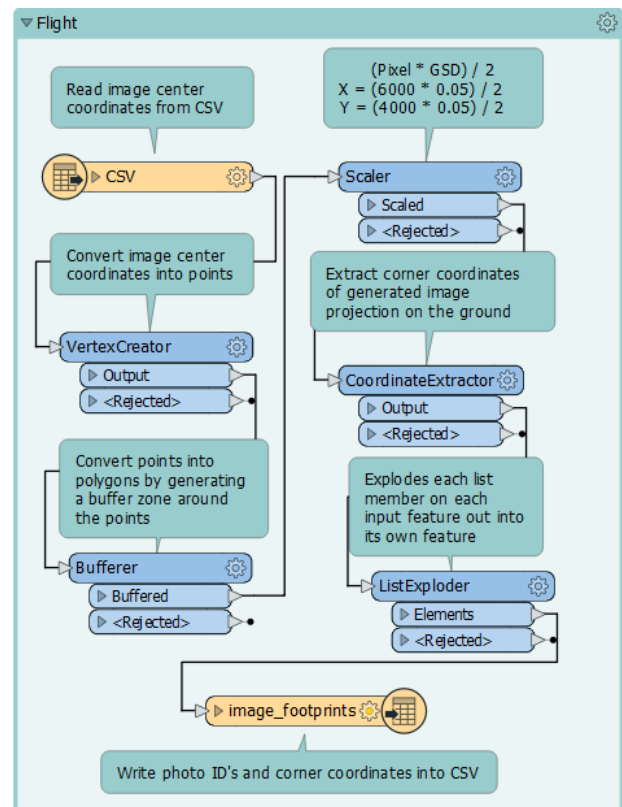 Flight
Read image center
coordinates from CSV
CSV
Convert image center
coordinates into points
VertexCreator
Output
<Rejected>
Convert points into
polygons by generating
a buffer zone around
the points
Bufferer
Buffered
<Rejected>
(Pixel * GSD) / 2
X = (6000 * 0.05) / 2
Y = (4000 * 0.05) / 2
Scaler
Scaled
<Rejected>
Extract corner coordinates
of generated image
projection on the ground
CoordinateExtractor
Output
<Rejected>
Explodes each list
member on each
input feature out into
its own feature
ListExploder
Elements
<Rejected>
image_footprints
Write photo ID's and corner coordinates into CSV